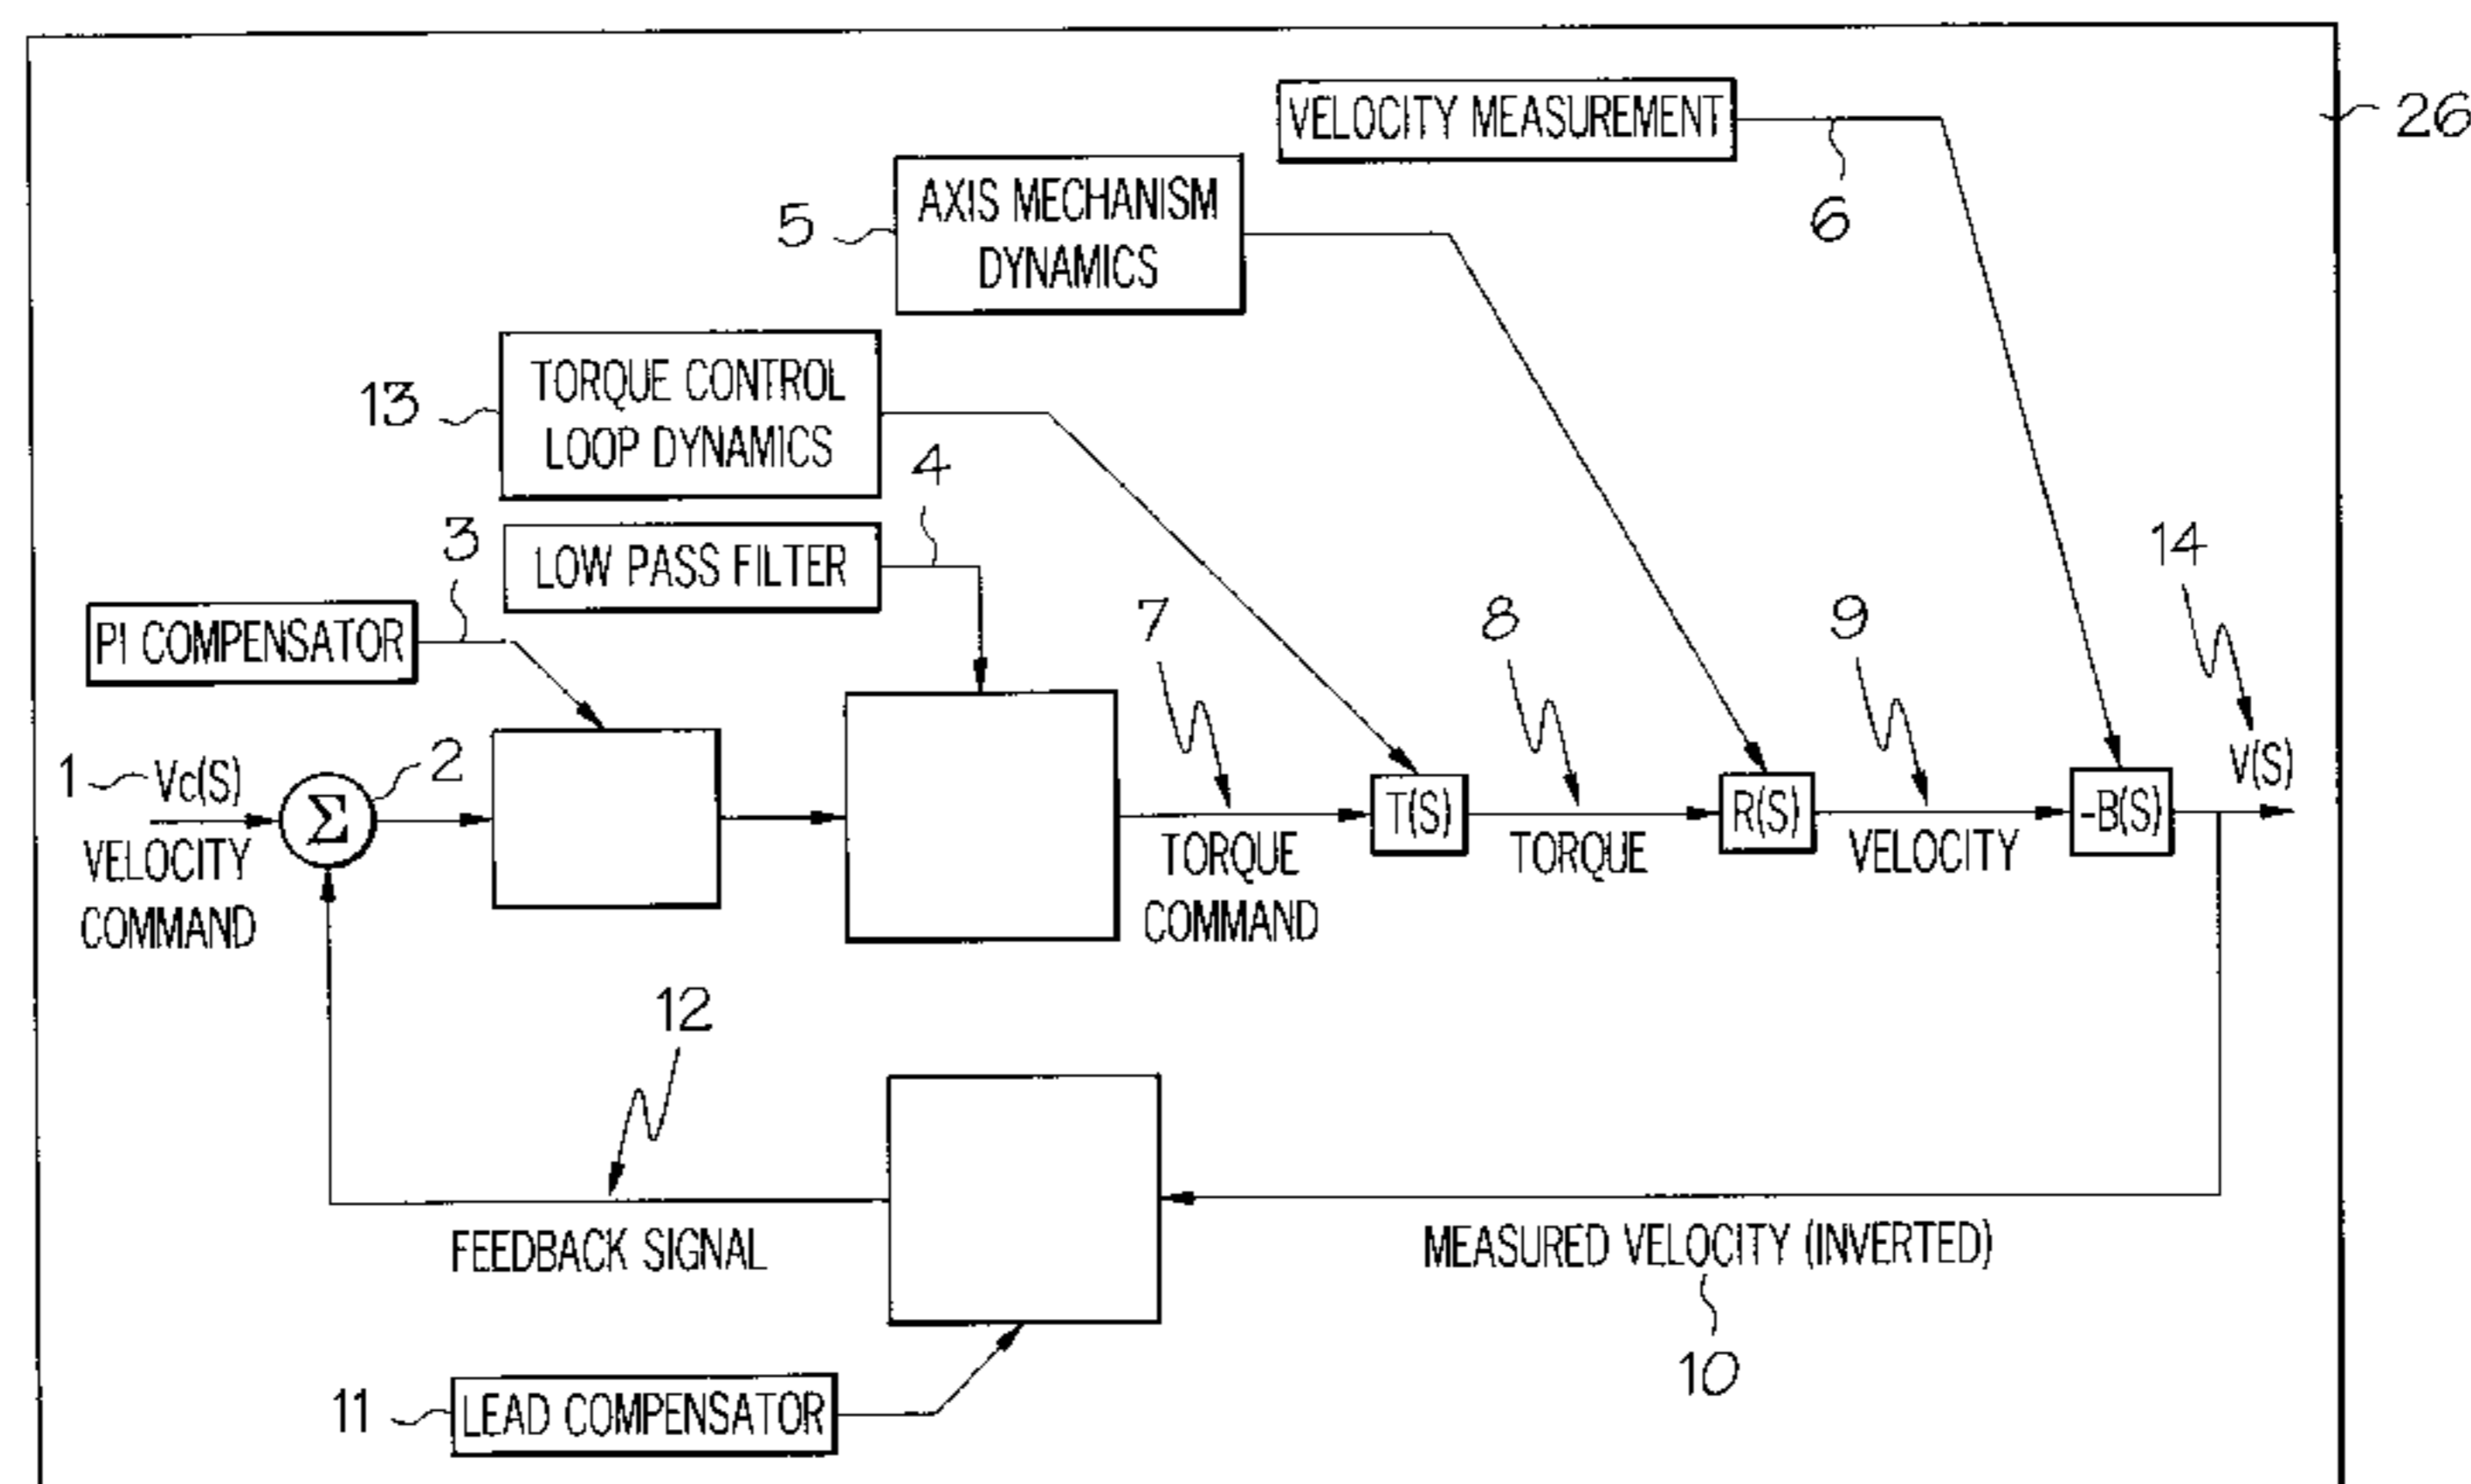 VELOCITY MEASUREMENT
26
AXIS MECHANISM
DYNAMICS
5
6
TORQUE CONTROL
LOOP DYNAMICS
13
4
LOW PASS FILTER
3
PI COMPENSATOR
7
8
9
14
1
Vc(S)
2
Σ
VELOCITY
COMMAND
T(S)
R(S)
-B(S)
V(S)
TORQUE
COMMAND
TORQUE
VELOCITY
12
FEEDBACK SIGNAL
MEASURED VELOCITY (INVERTED)
10
11
LEAD COMPENSATOR